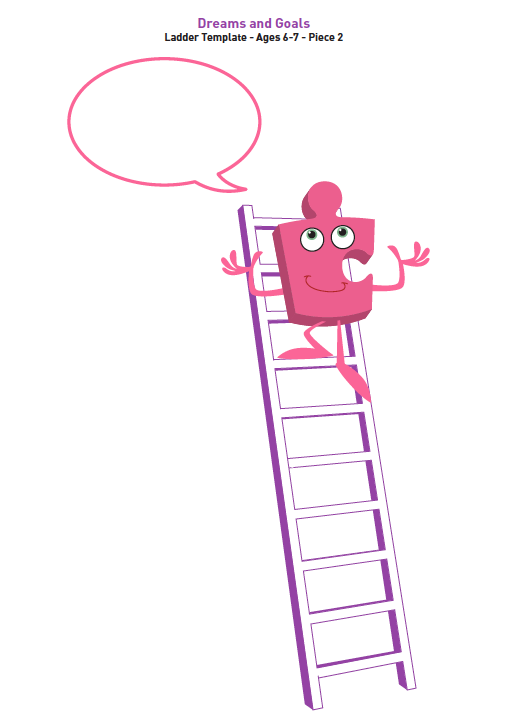 Dreams and Goals
Ladder Template - Ages 6-7 - Piece 2